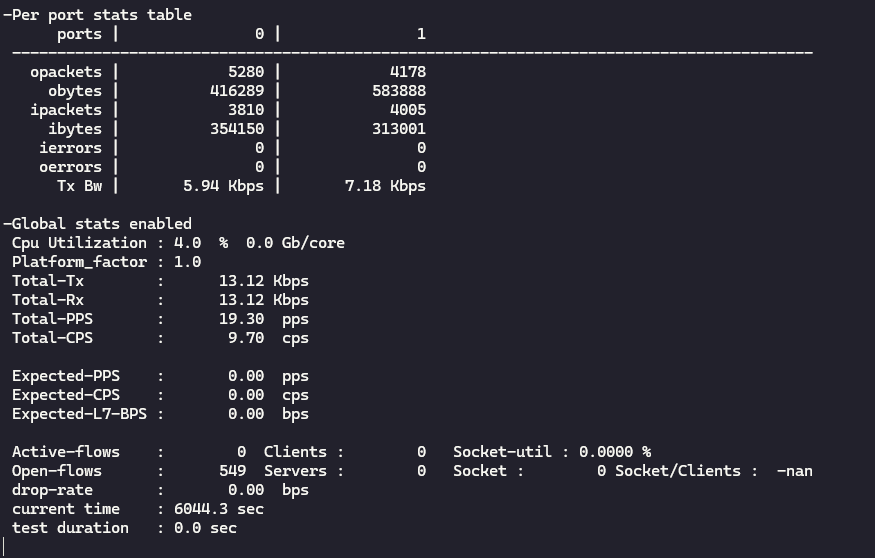 -Per port stats table
      ports |               0 |               1
 -----------------------------------------------------------------------------------------
   opackets |            5280 |            4178
     obytes |          416289 |          583888
   ipackets |            3810 |            4005
     ibytes |          354150 |          313001
    ierrors |               0 |               0
    oerrors |               0 |               0
      Tx Bw |       5.94 Kbps |       7.18 Kbps

-Global stats enabled
 Cpu Utilization : 4.0  %  0.0 Gb/core
 Platform_factor : 1.0
 Total-Tx        :      13.12 Kbps
 Total-Rx        :      13.12 Kbps
 Total-PPS       :      19.30  pps
 Total-CPS       :       9.70  cps

 Expected-PPS    :       0.00  pps
 Expected-CPS    :       0.00  cps
 Expected-L7-BPS :       0.00  bps

 Active-flows    :        0  Clients :        0   Socket-util : 0.0000 %
 Open-flows      :      549  Servers :        0   Socket :        0 Socket/Clients :  -nan
 drop-rate       :       0.00  bps
 current time    : 6044.3 sec
 test duration   : 0.0 sec